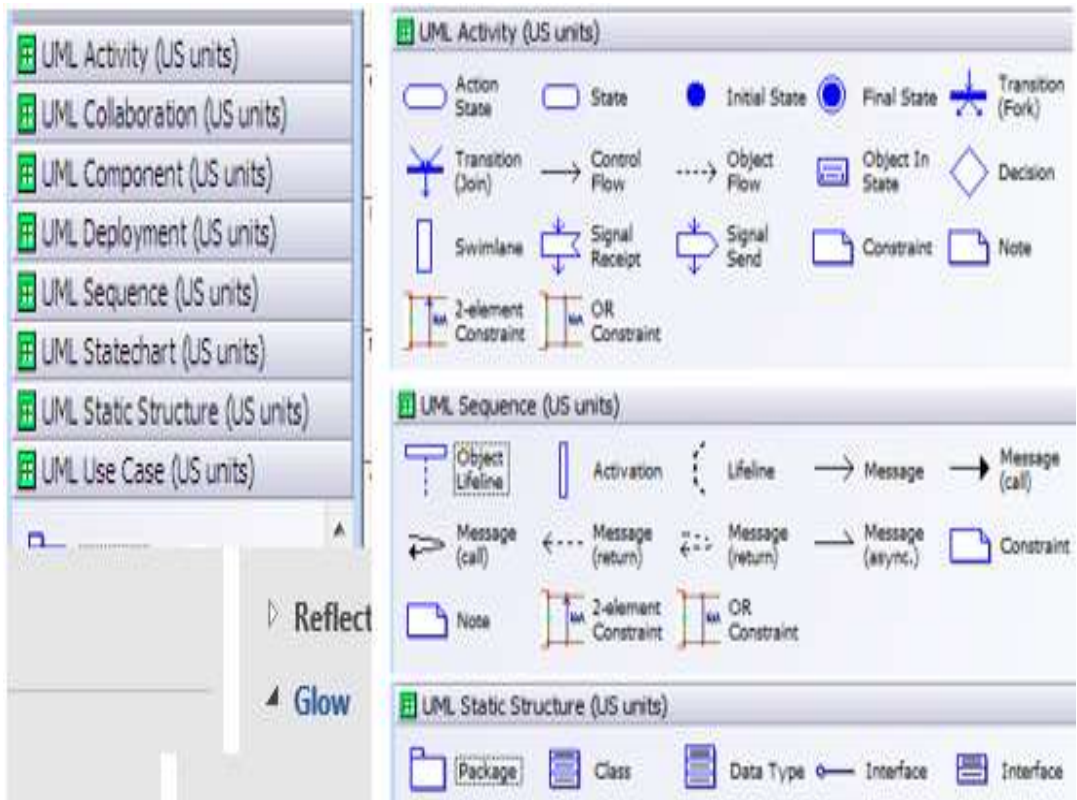 UML Activity (US units)
UML Collaboration (US units)
UML Component (US units)
UML Deployment (US units)
UML Sequence (US units)
UML Statechart (US units)
UML Static Structure (US units)
UML Use Case (US units)
Reflect
Glow
UML Activity (US units)
Action
State
State
Initial State
Final State
Transition
(Fork)
Transition
(Join)
Control
Flow
Object
Flow
Object In
State
Decision
Swimlane
Signal
Receipt
Signal
Send
Constraint
Note
2-element
Constraint
OR
Constraint
UML Sequence (US units)
Object
Lifeline
Activation
Lifeline
Message
Message
(call)
Message
(call)
Message
(return)
Message
(return)
Message
(async.)
Constraint
Note
2-element
Constraint
OR
Constraint
UML Static Structure (US units)
Package
Class
Data Type
Interface
Interface